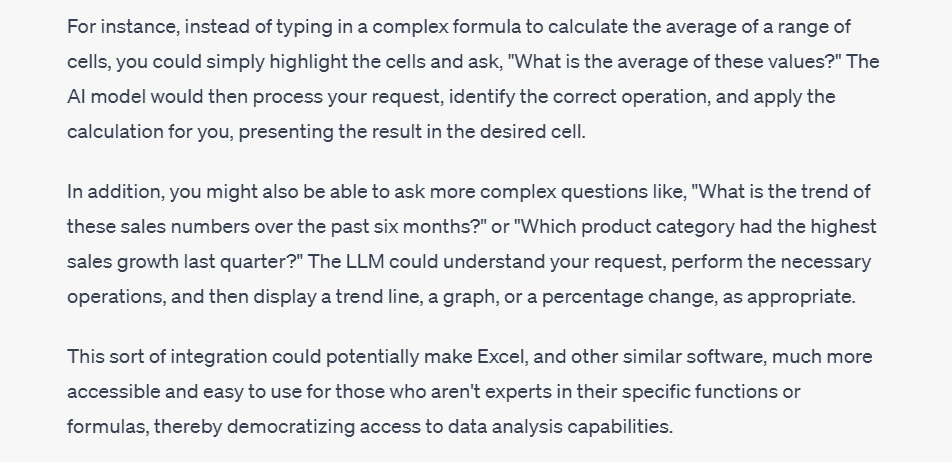 For instance, instead of typing in a complex formula to calculate the average of a range of
cells, you could simply highlight the cells and ask, "What is the average of these values?" The
AI model would then process your request, identify the correct operation, and apply the
calculation for you, presenting the result in the desired cell.
In addition, you might also be able to ask more complex questions like, "What is the trend of
these sales numbers over the past six months?" or "Which product category had the highest
sales growth last quarter?" The LLM could understand your request, perform the necessary
operations, and then display a trend line, a graph, or a percentage change, as appropriate.
This sort of integration could potentially make Excel, and other similar software, much more
accessible and easy to use for those who aren't experts in their specific functions or
formulas, thereby democratizing access to data analysis capabilities.